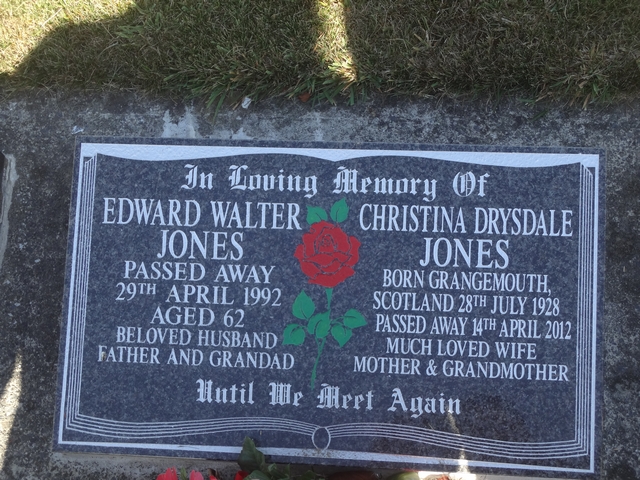 In Loving Memory Of
EDWARD WALTER
JONES
PASSED AWAY
29TH APRIL 1992
AGED 62
BELOVED HUSBAND
FATHER AND GRANDAD
CHRISTINA DRYSDALE
JONES
BORN GRANGEMOUTH,
SCOTLAND 28TH JULY 1928
PASSED AWAY 14TH APRIL 2012
MUCH LOVED WIFE
MOTHER & GRANDMOTHER
Until We Meet Again